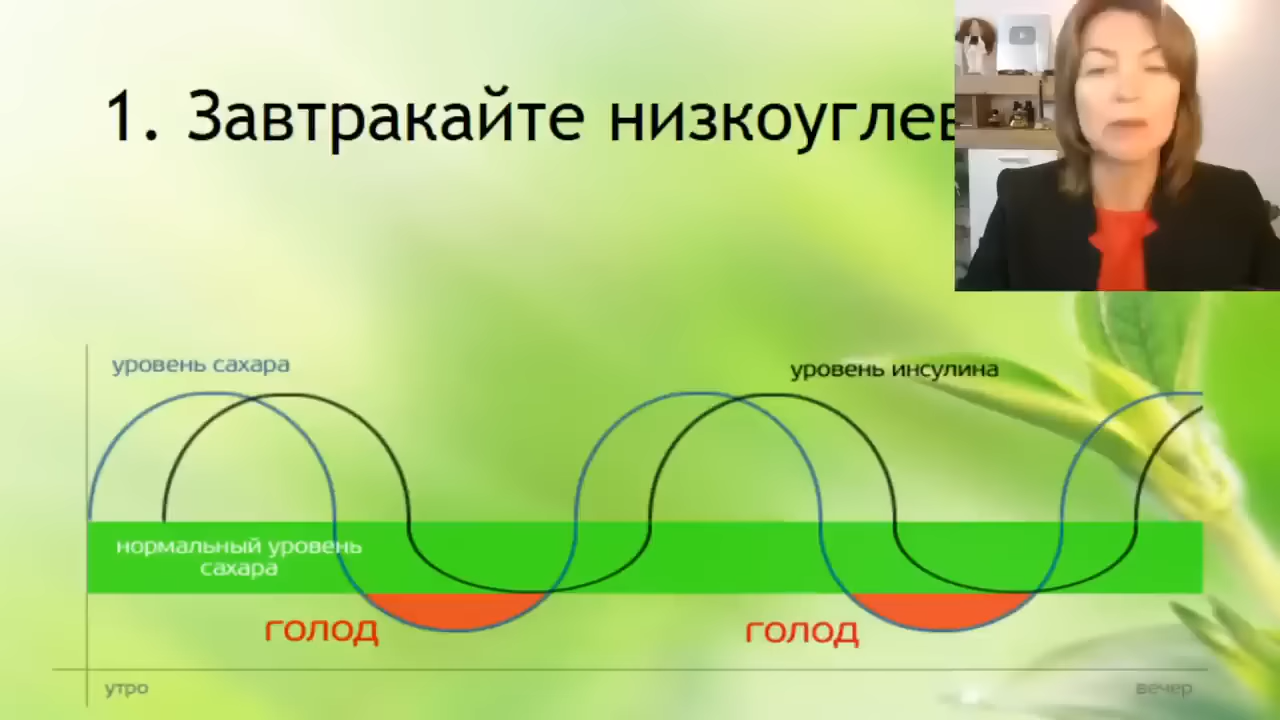 1. Завтракайте низкоуглев
уровень сахара
уровень инсулина
нормальный уровень
сахара
голод
голод
утро
вечер